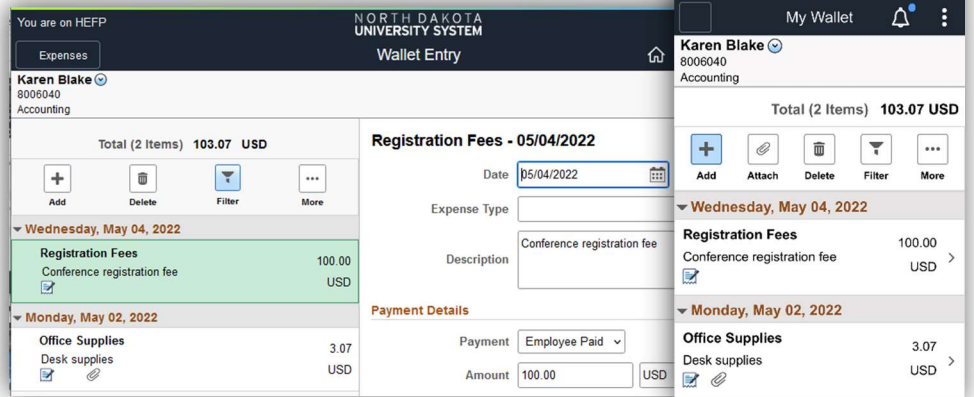 You are on HEFP
NORTH DAKOTA
UNIVERSITY SYSTEM
Expenses
Wallet Entry
Karen Blake
8006040
Accounting
Total (2 Items) 103.07 USD
Add Delete Filter More
Wednesday, May 04, 2022
Registration Fees
Conference registration fee
100.00
USD
Monday, May 02, 2022
Office Supplies
Desk supplies
3.07
USD
Registration Fees - 05/04/2022
Date 05/04/2022
Expense Type
Description Conference registration fee
Payment Details
Payment Employee Paid
Amount 100.00 USD
My Wallet
Karen Blake
8006040
Accounting
Total (2 Items) 103.07 USD
Add Attach Delete Filter More
Wednesday, May 04, 2022
Registration Fees
Conference registration fee
100.00
USD
Monday, May 02, 2022
Office Supplies
Desk supplies
3.07
USD